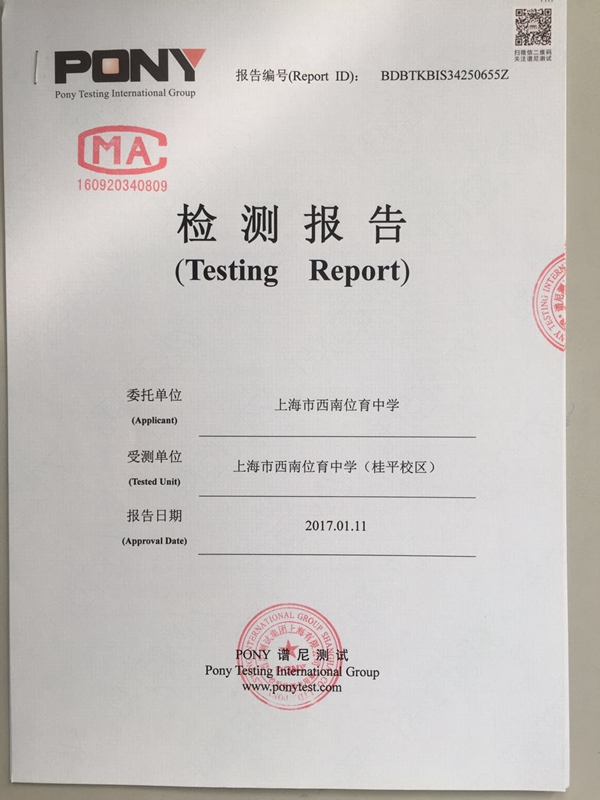 扫微信二维码
关注谱尼测试
PONY
Pony Testing International Group
报告编号(Report ID): BDBTKBIS34250655Z
CMA
160920340809
检测报告
(Testing Report)
委托单位
(Applicant)
上海市西南位育中学
受测单位
(Tested Unit)
上海市西南位育中学（桂平校区）
报告日期
(Approval Date)
2017.01.11
PONY 谱尼测试
Pony Testing International Group
www.ponytest.com